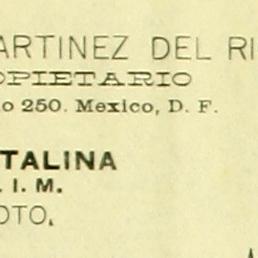 ARTINEZ DEL RI
OPIETARIO
o 250. Mexico, D. F.
TALINA
. I. M.
OTO.